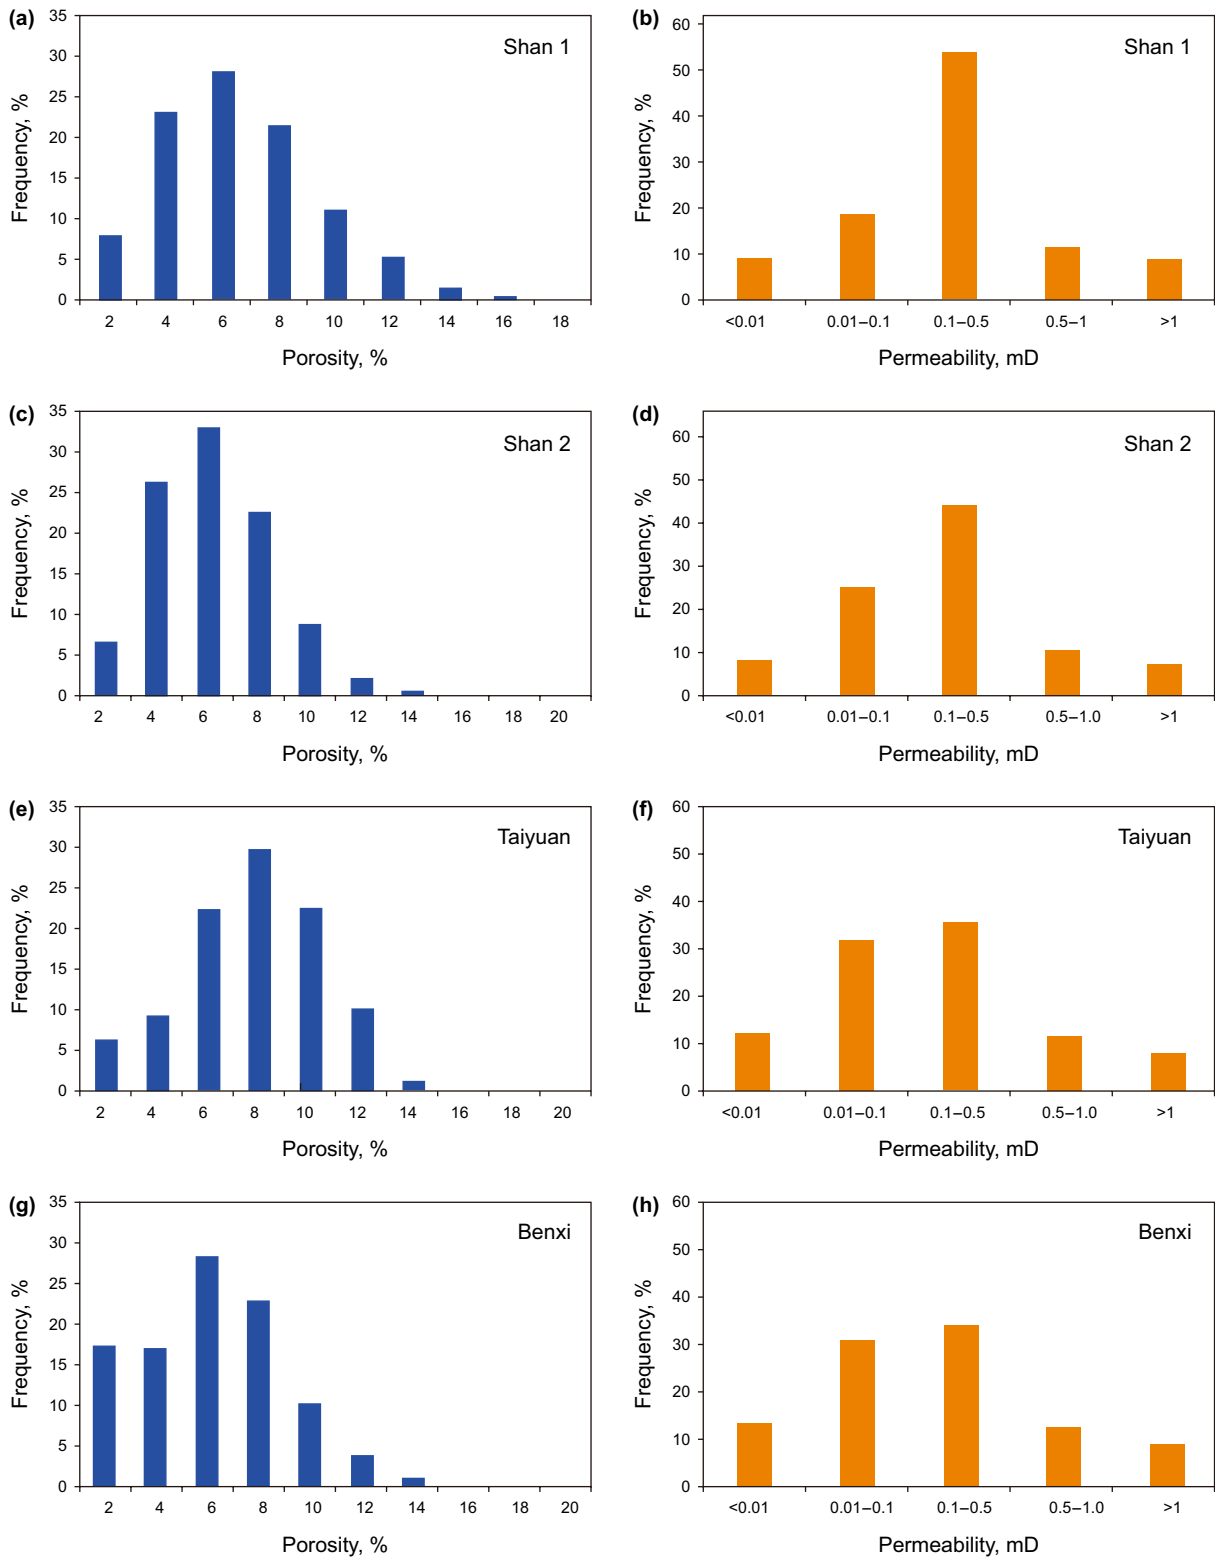 (a)
Shan 1
Frequency, %
35
30
25
20
15
10
5
0
2 4 6 8 10 12 14 16 18
Porosity, %
(b)
Shan 1
Frequency, %
60
50
40
30
20
10
0
<0.01 0.01–0.1 0.1–0.5 0.5–1 >1
Permeability, mD
(c)
Shan 2
Frequency, %
35
30
25
20
15
10
5
0
2 4 6 8 10 12 14 16 18 20
Porosity, %
(d)
Shan 2
Frequency, %
60
50
40
30
20
10
0
<0.01 0.01–0.1 0.1–0.5 0.5–1.0 >1
Permeability, mD
(e)
Taiyuan
Frequency, %
35
30
25
20
15
10
5
0
2 4 6 8 10 12 14 16 18 20
Porosity, %
(f)
Taiyuan
Frequency, %
60
50
40
30
20
10
0
<0.01 0.01–0.1 0.1–0.5 0.5–1.0 >1
Permeability, mD
(g)
Benxi
Frequency, %
35
30
25
20
15
10
5
0
2 4 6 8 10 12 14 16 18 20
Porosity, %
(h)
Benxi
Frequency, %
60
50
40
30
20
10
0
<0.01 0.01–0.1 0.1–0.5 0.5–1.0 >1
Permeability, mD